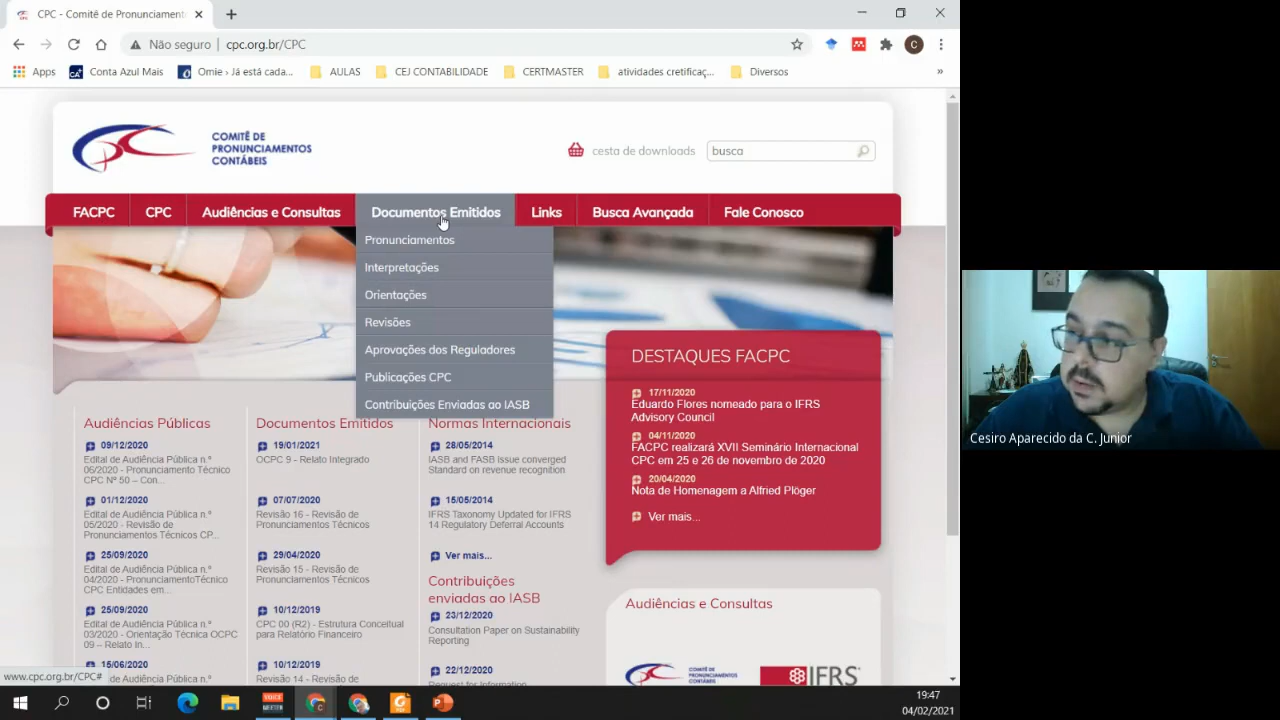 CPC - Comitê de Pronunciament
Não seguro
cpc.org.br/CPC
C
Apps
Conta Azul Mais
Omie › Já está cada...
AULAS
CEJ CONTABILIDADE
CERTMASTER
atividades cretificaç...
Diversos
»
COMITÊ DE
PRONUNCIAMENTOS
CONTÁBEIS
cesta de downloads
busca
FACPC
CPC
Audiências e Consultas
Documentos Emitidos
Links
Busca Avançada
Fale Conosco
Pronunciamentos
Interpretações
Orientações
Revisões
Aprovações dos Reguladores
Publicações CPC
Contribuições Enviadas ao IASB
DESTAQUES FACPC
17/11/2020
Eduardo Flores nomeado para o IFRS
Advisory Council
04/11/2020
FACPC realizará XVII Seminário Internacional
CPC em 25 e 26 de novembro de 2020
20/04/2020
Nota de Homenagem a Alfried Plöger
Ver mais...
Audiências Públicas
09/12/2020
Edital de Audiência Pública n.º
06/2020 - Pronunciamento Técnico
CPC Nº 50 – Con...
01/12/2020
Edital de Audiência Pública n.º
05/2020 - Revisão de
Pronunciamentos Técnicos CP...
25/09/2020
Edital de Audiência Pública n.º
04/2020 - PronunciamentoTécnico
CPC Entidades em...
25/09/2020
Edital de Audiência Pública n.º
03/2020 - Orientação Técnica OCPC
09 – Relato In...
15/06/2020
Documentos Emitidos
19/01/2021
OCPC 9 - Relato Integrado
07/07/2020
Revisão 16 - Revisão de
Pronunciamentos Técnicos
29/04/2020
Revisão 15 - Revisão de
Pronunciamentos Técnicos
10/12/2019
CPC 00 (R2) - Estrutura Conceitual
para Relatório Financeiro
10/12/2019
Revisão 14 - Revisão de
Normas Internacionais
28/05/2014
IASB and FASB issue converged
Standard on revenue recognition
15/05/2014
IFRS Taxonomy Updated for IFRS
14 Regulatory Deferral Accounts
Ver mais...
Contribuições
enviadas ao IASB
23/12/2020
Consultation Paper on Sustainability
Reporting
22/12/2020
Request for Information
Audiências e Consultas
COMITÊ DE
PRONUNCIAMENTOS
CONTÁBEIS
IFRS
www.cpc.org.br/CPC#
Cesiro Aparecido da C. Junior
19:47
04/02/2021